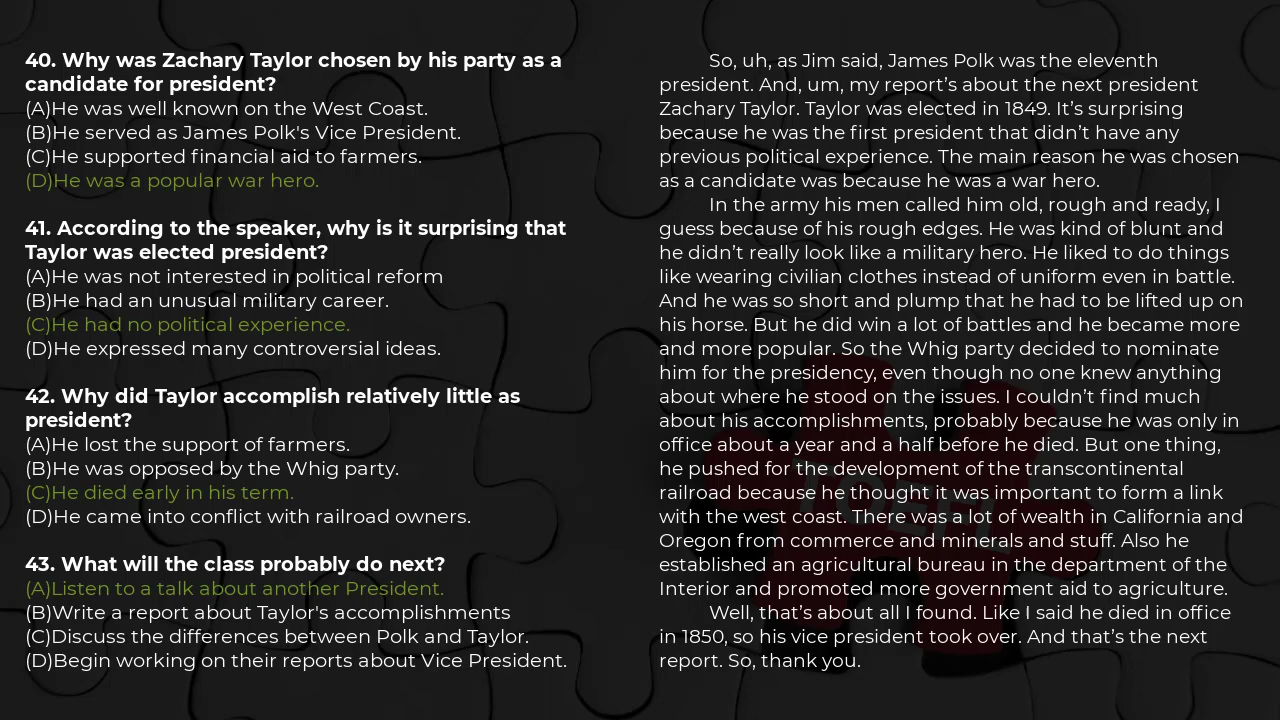 40. Why was Zachary Taylor chosen by his party as a
candidate for president?
(A)He was well known on the West Coast.
(B)He served as James Polk's Vice President.
(C)He supported financial aid to farmers.
(D)He was a popular war hero.
41. According to the speaker, why is it surprising that
Taylor was elected president?
(A)He was not interested in political reform
(B)He had an unusual military career.
(C)He had no political experience.
(D)He expressed many controversial ideas.
42. Why did Taylor accomplish relatively little as
president?
(A)He lost the support of farmers.
(B)He was opposed by the Whig party.
(C)He died early in his term.
(D)He came into conflict with railroad owners.
43. What will the class probably do next?
(A)Listen to a talk about another President.
(B)Write a report about Taylor's accomplishments
(C)Discuss the differences between Polk and Taylor.
(D)Begin working on their reports about Vice President.
So, uh, as Jim said, James Polk was the eleventh
president. And, um, my report’s about the next president
Zachary Taylor. Taylor was elected in 1849. It’s surprising
because he was the first president that didn’t have any
previous political experience. The main reason he was chosen
as a candidate was because he was a war hero.
In the army his men called him old, rough and ready, I
guess because of his rough edges. He was kind of blunt and
he didn’t really look like a military hero. He liked to do things
like wearing civilian clothes instead of uniform even in battle.
And he was so short and plump that he had to be lifted up on
his horse. But he did win a lot of battles and he became more
and more popular. So the Whig party decided to nominate
him for the presidency, even though no one knew anything
about where he stood on the issues. I couldn’t find much
about his accomplishments, probably because he was only in
office about a year and a half before he died. But one thing,
he pushed for the development of the transcontinental
railroad because he thought it was important to form a link
with the west coast. There was a lot of wealth in California and
Oregon from commerce and minerals and stuff. Also he
established an agricultural bureau in the department of the
Interior and promoted more government aid to agriculture.
Well, that’s about all I found. Like I said he died in office
in 1850, so his vice president took over. And that’s the next
report. So, thank you.